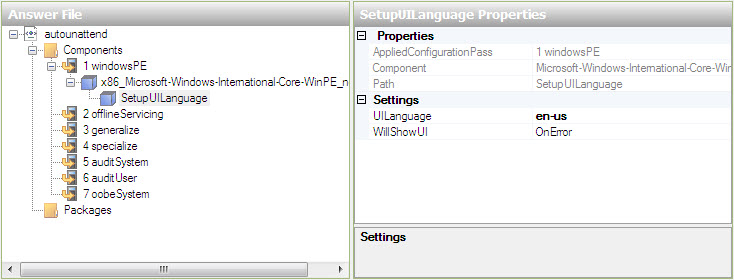 Answer File
autounattend
Components
1 windowsPE
x86_Microsoft-Windows-International-Core-WinPE_n
SetupUILanguage
2 offlineServicing
3 generalize
4 specialize
5 auditSystem
6 auditUser
7 oobeSystem
Packages
SetupUILanguage Properties
Properties
AppliedConfigurationPass 1 windowsPE
Component Microsoft-Windows-International-Core-Win
Path SetupUILanguage
Settings
UILanguage en-us
WillShowUI OnError
Settings